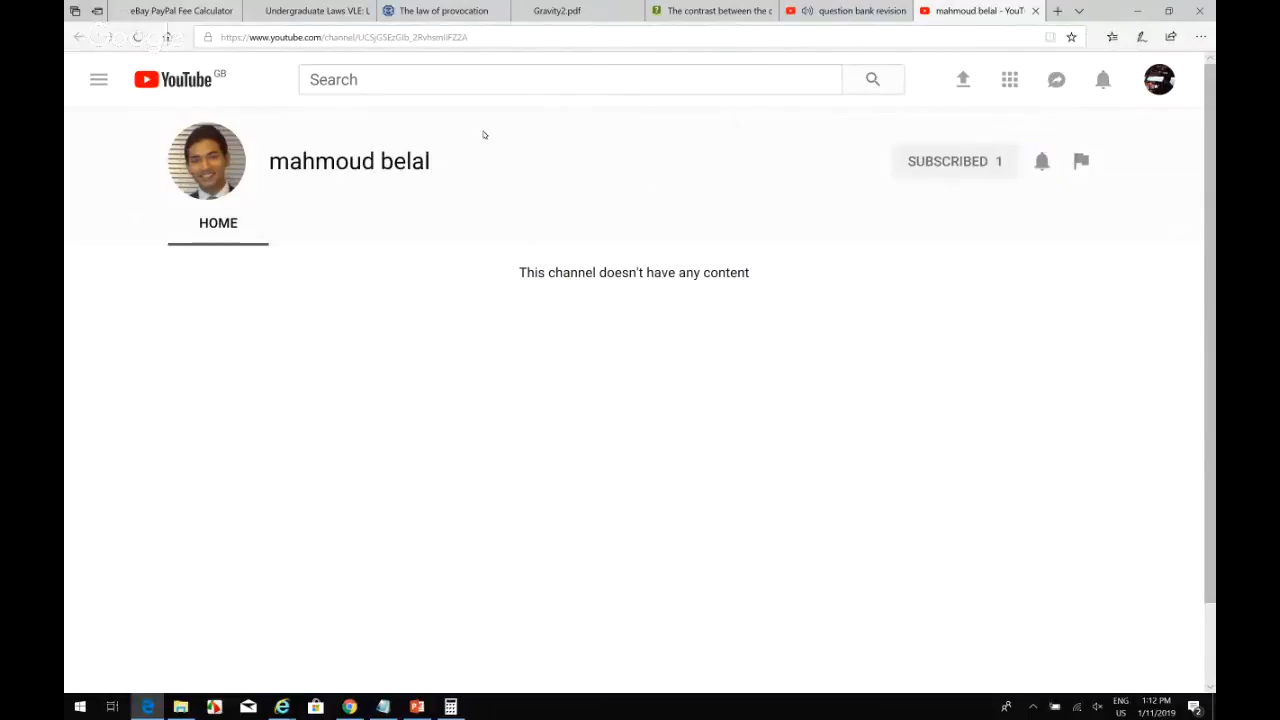 eBay PayPal Fee Calculator
Undergraduate Laws VLE: L
The law of provocation
Gravity2.pdf
The contrast between the c
question bank revision
mahmoud belal - YouT
YouTube GB
Search
mahmoud belal
SUBSCRIBED 1
HOME
This channel doesn't have any content
ENG
US
1:12 PM
1/11/2019
2